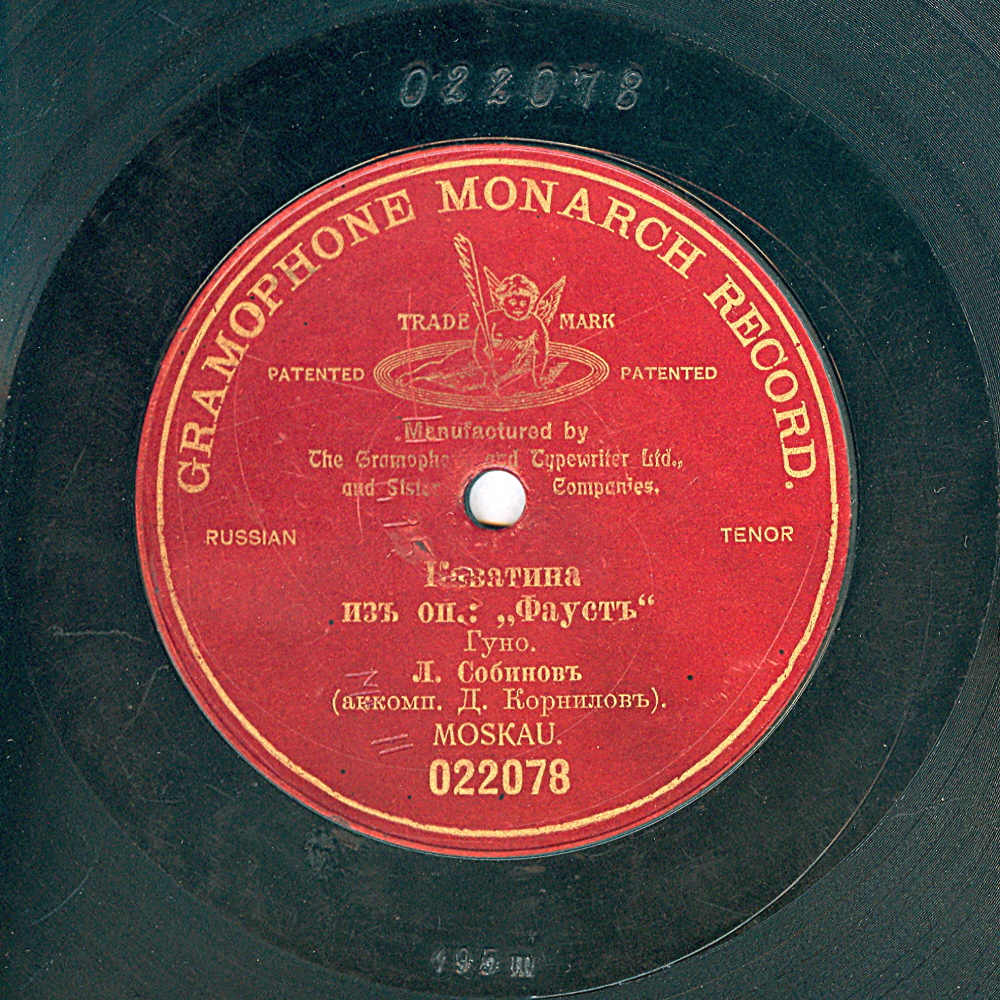 022078
GRAMOPHONE MONARCH RECORD.
TRADE MARK
PATENTED PATENTED
Manufactured by
The Gramopho and Typewriter Ltd.,
and Sister Companies.
RUSSIAN TENOR
Каватина
изъ оп.: „Фаустъ“
Гуно.
Л. Собиновъ
(аккомп. Д. Корниловъ).
MOSKAU.
022078